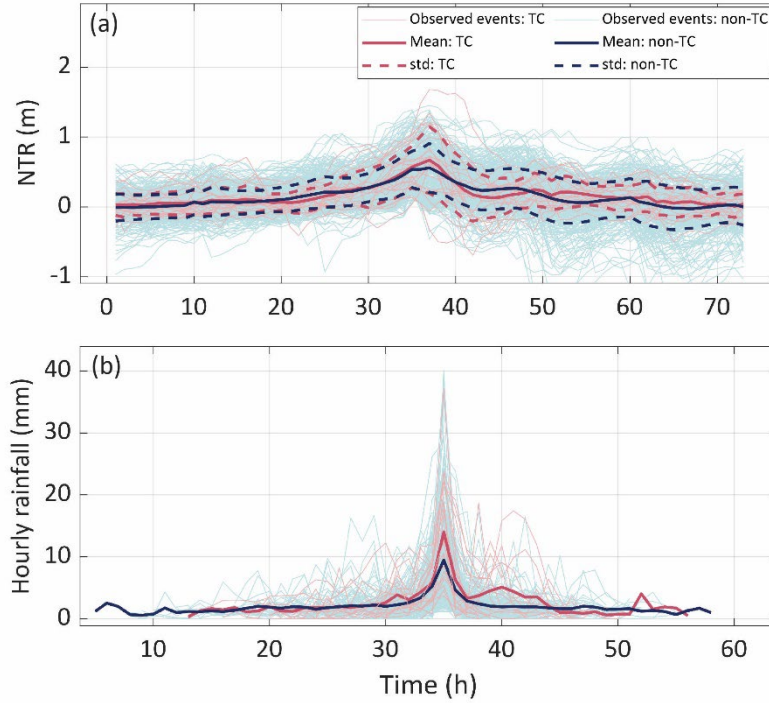 (a)
Observed events: TC Observed events: non-TC
Mean: TC Mean: non-TC
std: TC std: non-TC
NTR (m)
2
1
0
-1
0 10 20 30 40 50 60 70
(b)
Hourly rainfall (mm)
40
30
20
10
0
10 20 30 40 50 60
Time (h)